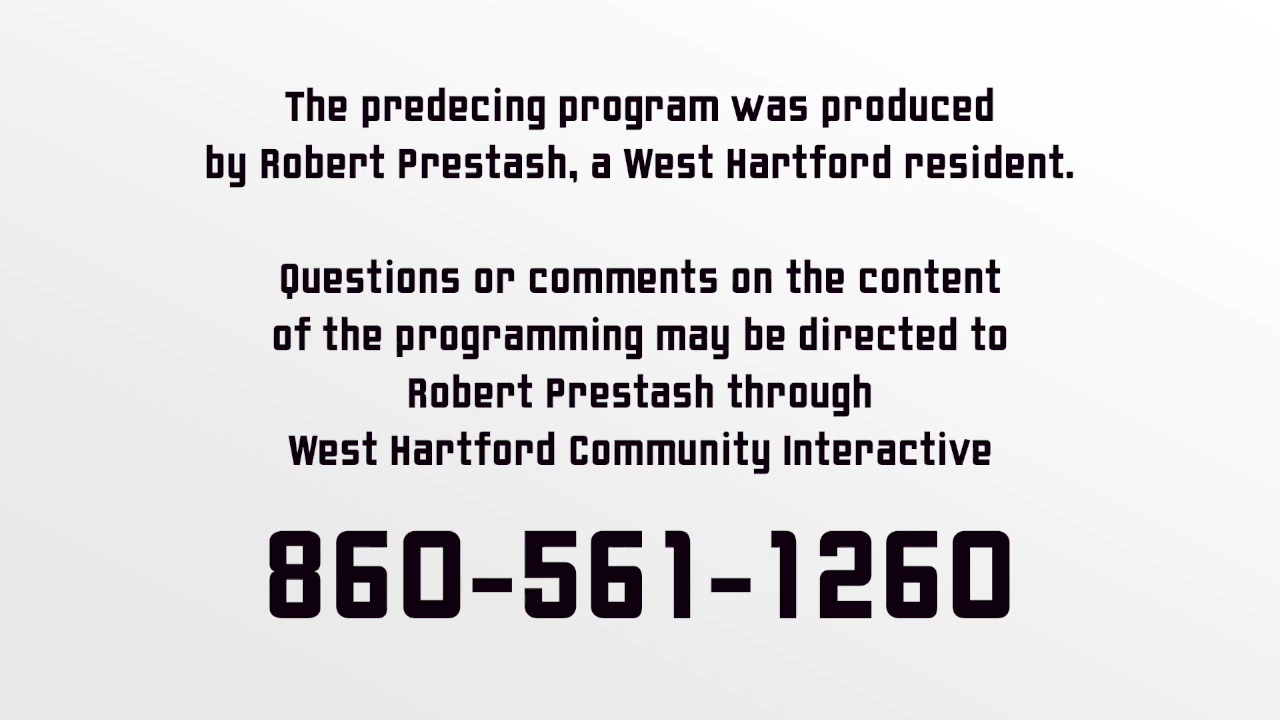 The predecing program was produced
by Robert Prestash, a West Hartford resident.
Questions or comments on the content
of the programming may be directed to
Robert Prestash through
West Hartford Community Interactive
860-561-1260